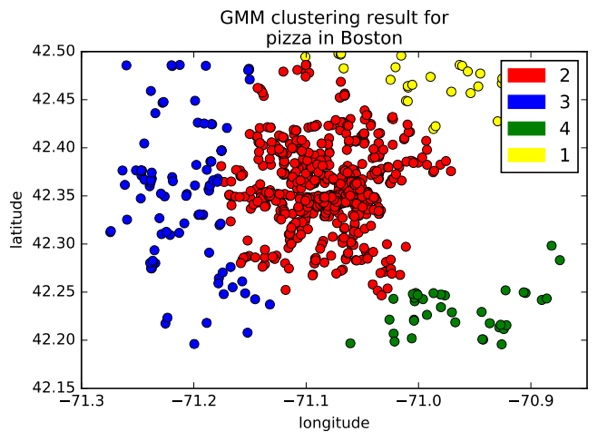 GMM clustering result for
pizza in Boston
42.50
42.45
42.40
42.35
42.30
42.25
42.20
42.15
latitude
2
3
4
1
−71.3 −71.2 −71.1 −71.0 −70.9
longitude